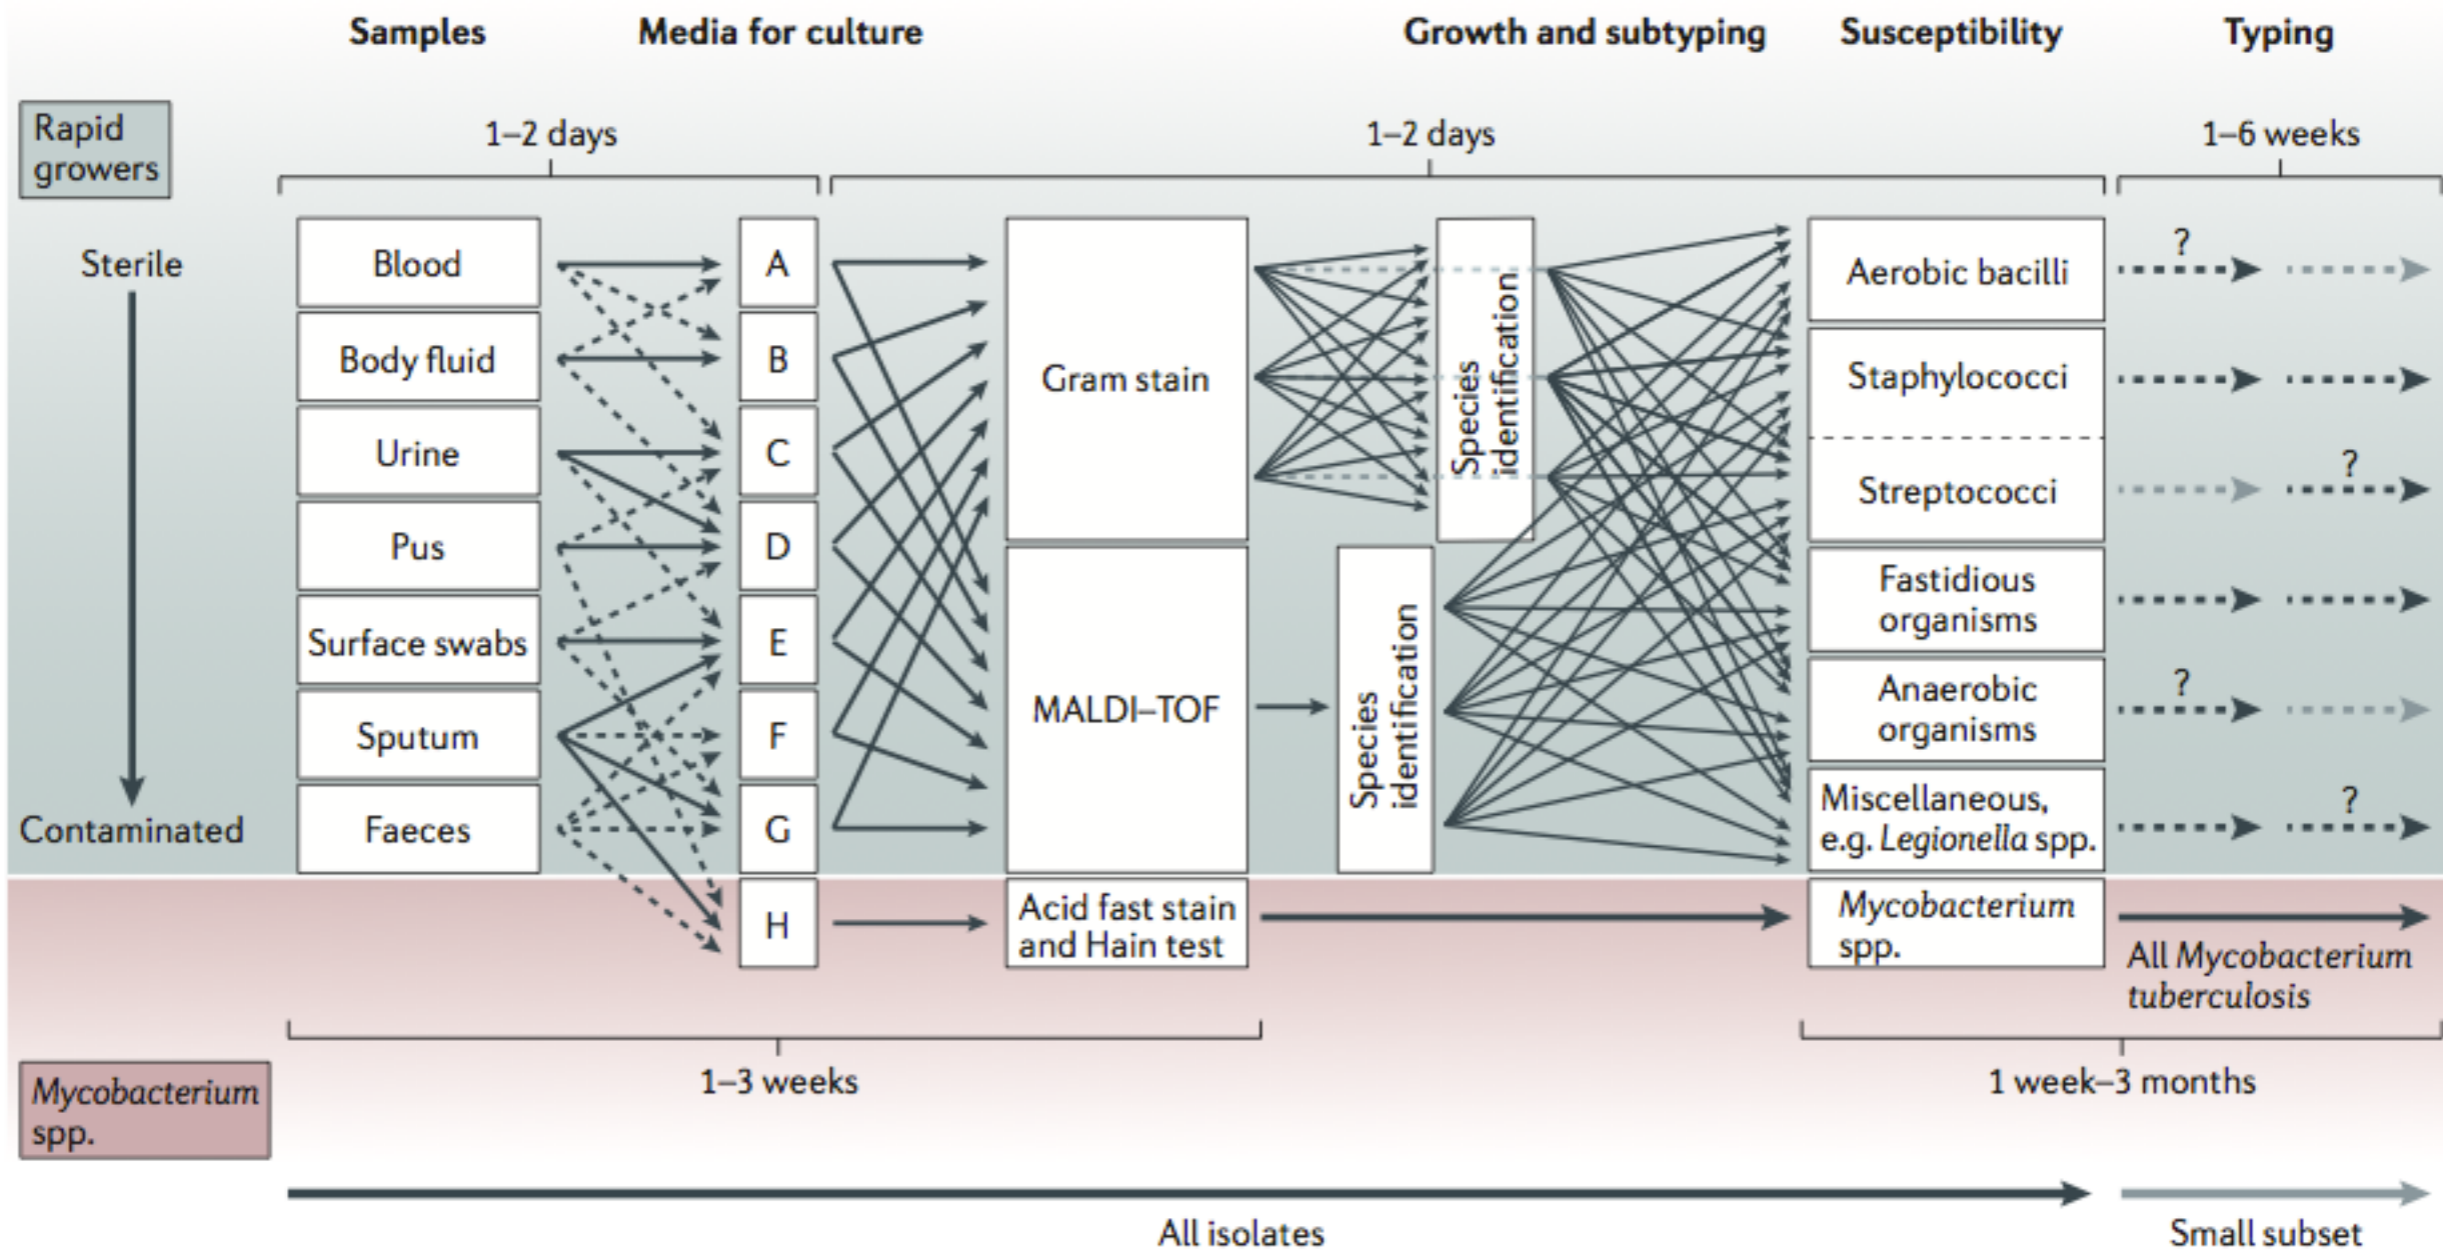 Samples
Media for culture
Growth and subtyping
Susceptibility
Typing
Rapid
growers
1–2 days
1–2 days
1–6 weeks
Sterile
Contaminated
Blood
Body fluid
Urine
Pus
Surface swabs
Sputum
Faeces
A
B
C
D
E
F
G
H
Gram stain
MALDI–TOF
Acid fast stain
and Hain test
Species
identification
Species
identification
Aerobic bacilli
Staphylococci
Streptococci
Fastidious
organisms
Anaerobic
organisms
Miscellaneous,
e.g. Legionella spp.
Mycobacterium
spp.
?
?
?
?
All Mycobacterium
tuberculosis
1–3 weeks
1 week–3 months
Mycobacterium
spp.
All isolates
Small subset